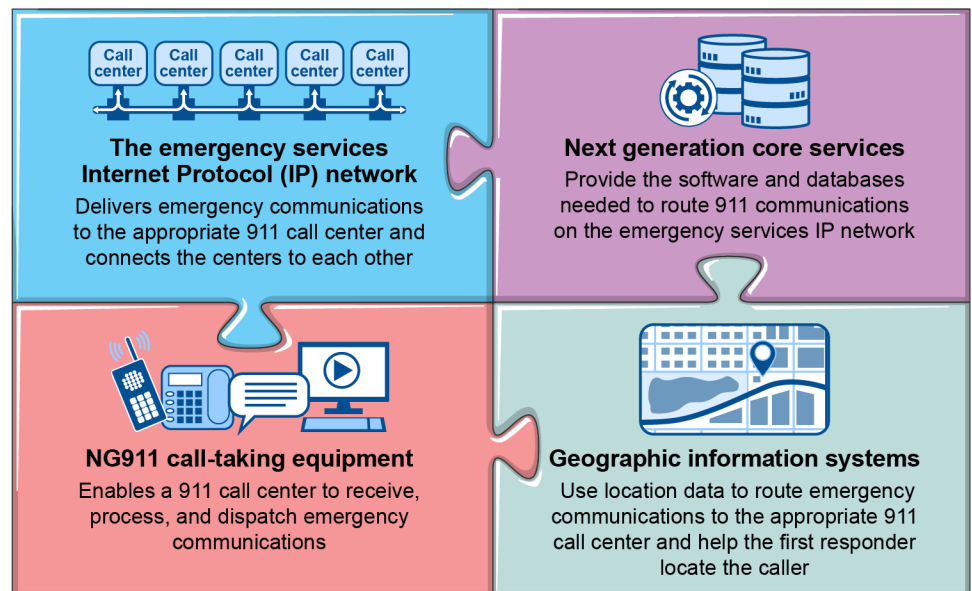 Call center
Call center
Call center
Call center
Call center
The emergency services
Internet Protocol (IP) network
Delivers emergency communications
to the appropriate 911 call center and
connects the centers to each other
Next generation core services
Provide the software and databases
needed to route 911 communications
on the emergency services IP network
NG911 call-taking equipment
Enables a 911 call center to receive,
process, and dispatch emergency
communications
Geographic information systems
Use location data to route emergency
communications to the appropriate 911
call center and help the first responder
locate the caller